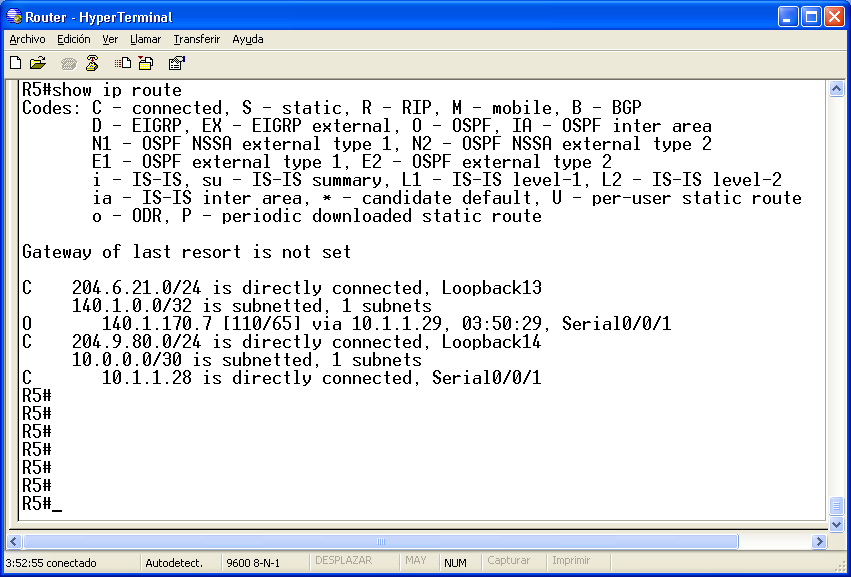 Router - HyperTerminal
Archivo Edición Ver Llamar Transferir Ayuda
R5#show ip route
Codes: C - connected, S - static, R - RIP, M - mobile, B - BGP
D - EIGRP, EX - EIGRP external, O - OSPF, IA - OSPF inter area
N1 - OSPF NSSA external type 1, N2 - OSPF NSSA external type 2
E1 - OSPF external type 1, E2 - OSPF external type 2
i - IS-IS, su - IS-IS summary, L1 - IS-IS level-1, L2 - IS-IS level-2
ia - IS-IS inter area, * - candidate default, U - per-user static route
o - ODR, P - periodic downloaded static route
Gateway of last resort is not set
C 204.6.21.0/24 is directly connected, Loopback13
140.1.0.0/32 is subnetted, 1 subnets
O 140.1.170.7 [110/65] via 10.1.1.29, 03:50:29, Serial0/0/1
C 204.9.80.0/24 is directly connected, Loopback14
10.0.0.0/30 is subnetted, 1 subnets
C 10.1.1.28 is directly connected, Serial0/0/1
R5#
R5#
R5#
R5#
R5#
R5#
R5#_
3:52:55 conectado Autodetect. 9600 8-N-1 DESPLAZAR MAY NUM Capturar Imprimir